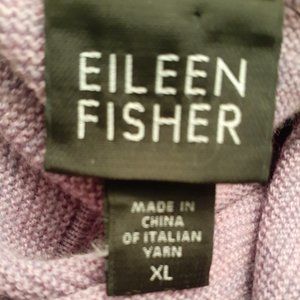 EILEEN
FISHER
MADE IN
CHINA
OF ITALIAN
YARN
XL